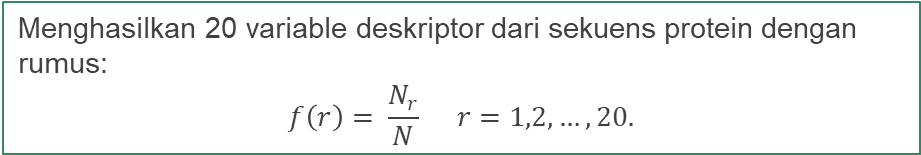 Menghasilkan 20 variable deskriptor dari sekuens protein dengan
rumus:
f(r) = N_r / N    r = 1,2, … , 20.